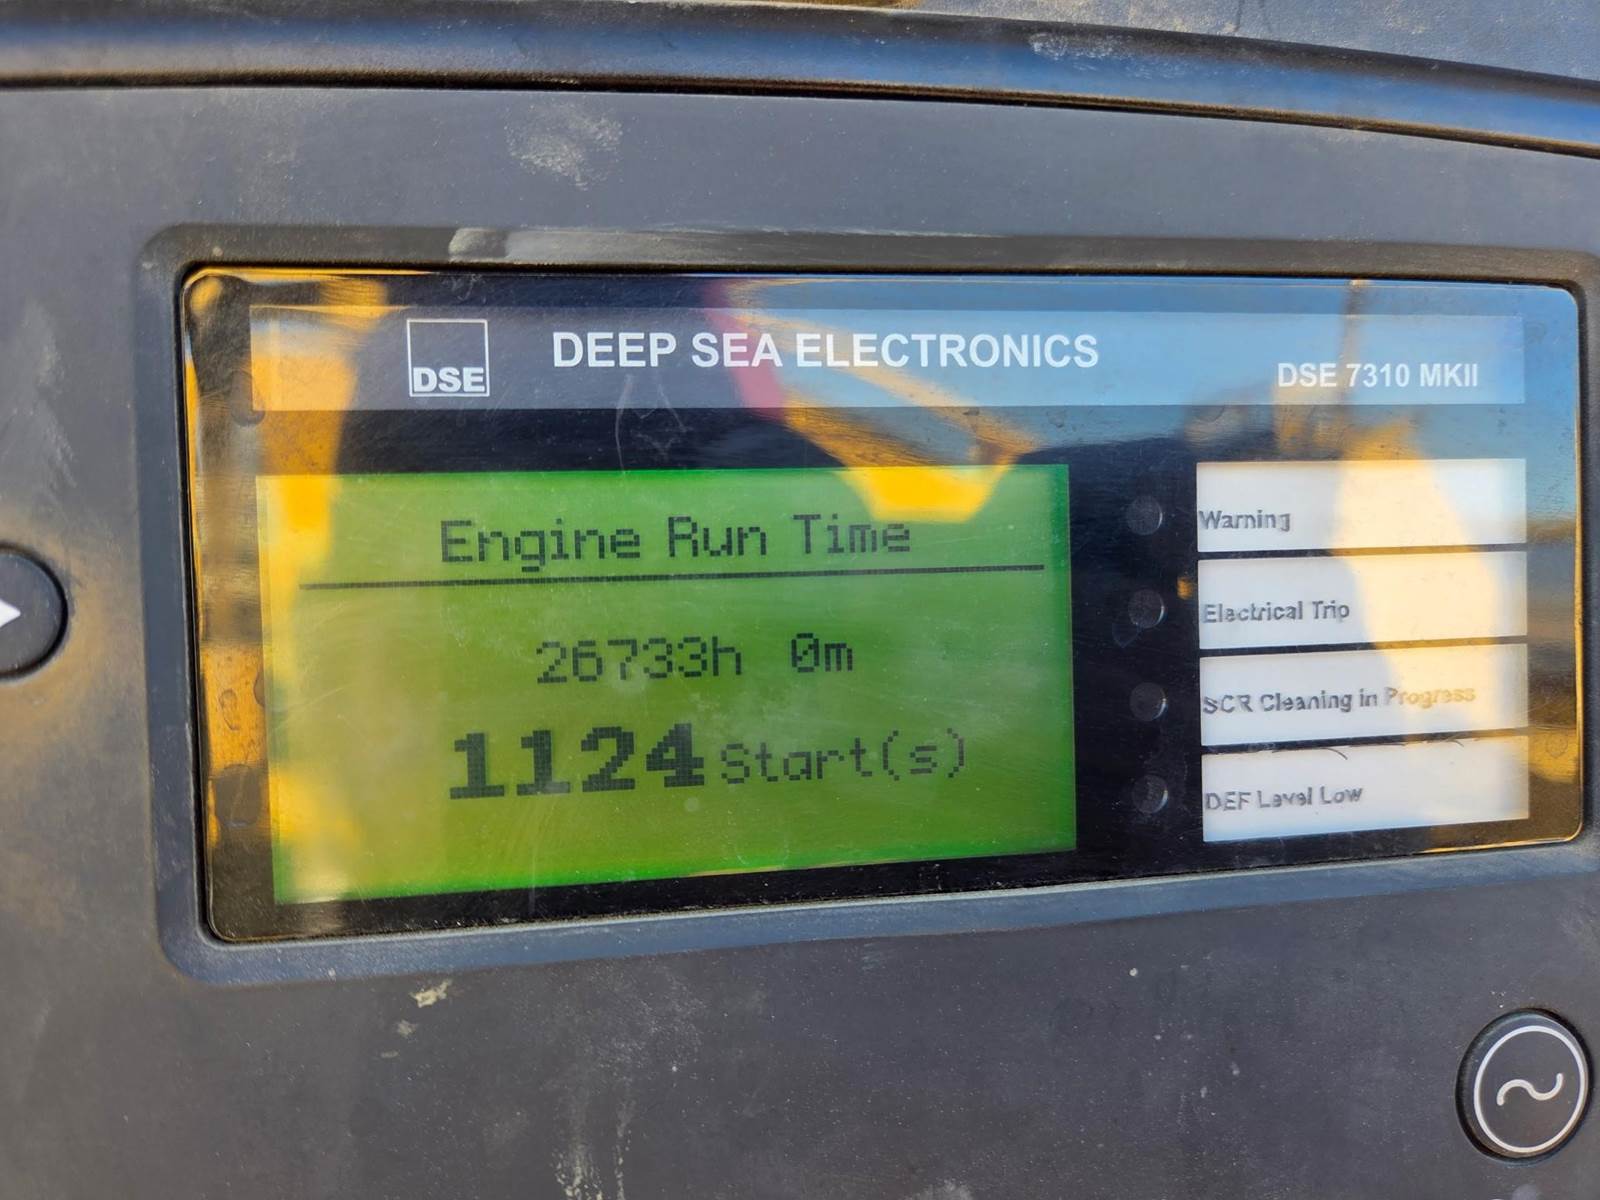 DSE
DEEP SEA ELECTRONICS
DSE 7310 MKII
Engine Run Time
26733h 0m
1124 Start(s)
Warning
Electrical Trip
SCR Cleaning in Progress
DEF Level Low